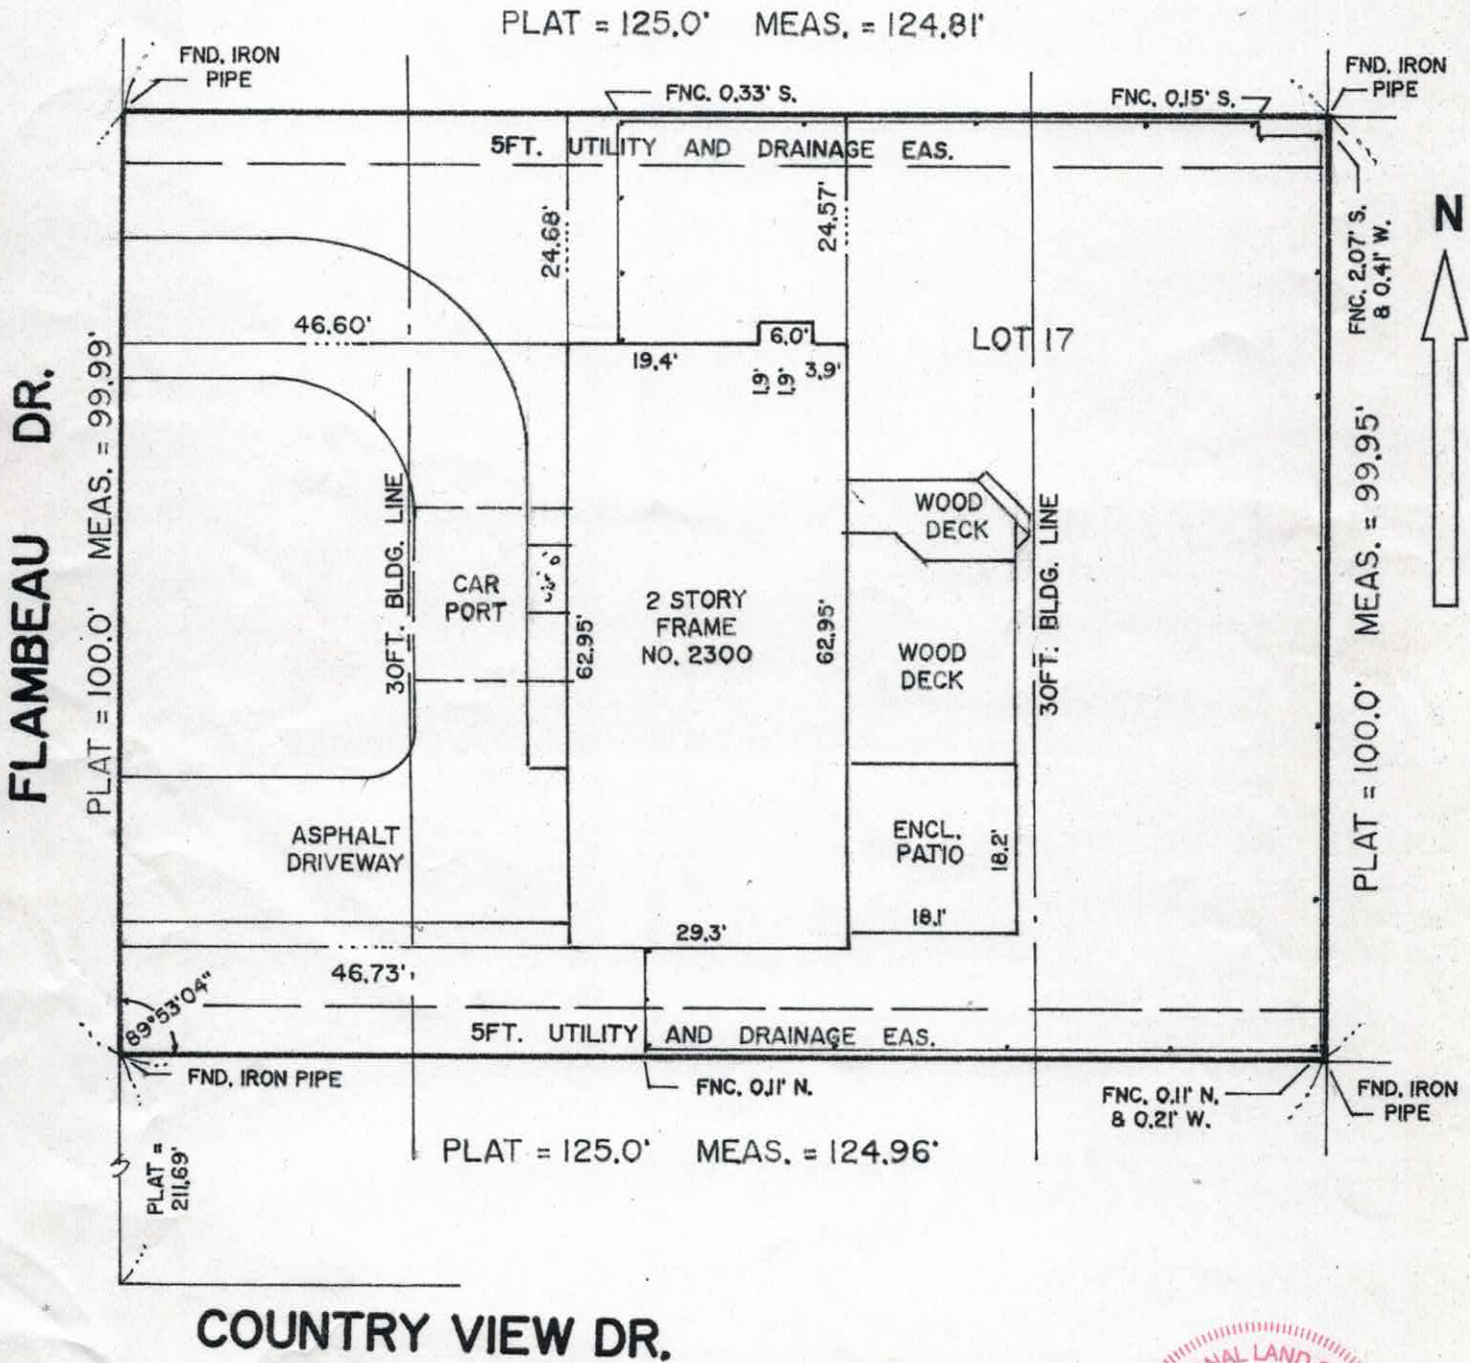 PLAT = 125.0' MEAS. = 124.81'
FND. IRON
PIPE
FNC. 0.33' S.
FNC. 0.15' S.
FND. IRON
PIPE
5FT. UTILITY AND DRAINAGE EAS.
24.68'
24.57'
FNC. 2.07' S.
& 0.41' W.
N
46.60'
6.0'
LOT 17
19.4'
1.9'
1.9'
3.9'
FLAMBEAU DR.
PLAT = 100.0' MEAS. = 99.99'
30FT. BLDG. LINE
CAR
PORT
62.95'
2 STORY
FRAME
NO. 2300
62.95'
WOOD
DECK
WOOD
DECK
30FT. BLDG. LINE
PLAT = 100.0' MEAS. = 99.95'
ASPHALT
DRIVEWAY
ENCL.
PATIO
18.2'
18.1'
29.3'
46.73'
89°53'04"
5FT. UTILITY AND DRAINAGE EAS.
FND. IRON PIPE
FNC. 0.11' N.
FNC. 0.11' N.
& 0.21' W.
FND. IRON
PIPE
PLAT = 125.0' MEAS. = 124.96'
PLAT =
211.69'
COUNTRY VIEW DR.
NAL LAND